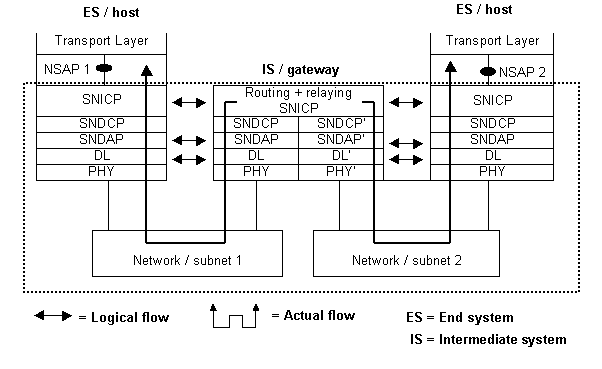 ES / host
ES / host
Transport Layer
Transport Layer
NSAP 1
IS / gateway
NSAP 2
SNICP
Routing + relaying
SNICP
SNICP
SNDCP
SNDCP
SNDCP'
SNDCP
SNDAP
SNDAP
SNDAP'
SNDAP
DL
DL
DL'
DL
PHY
PHY
PHY'
PHY
Network / subnet 1
Network / subnet 2
= Logical flow
= Actual flow
ES = End system
IS = Intermediate system